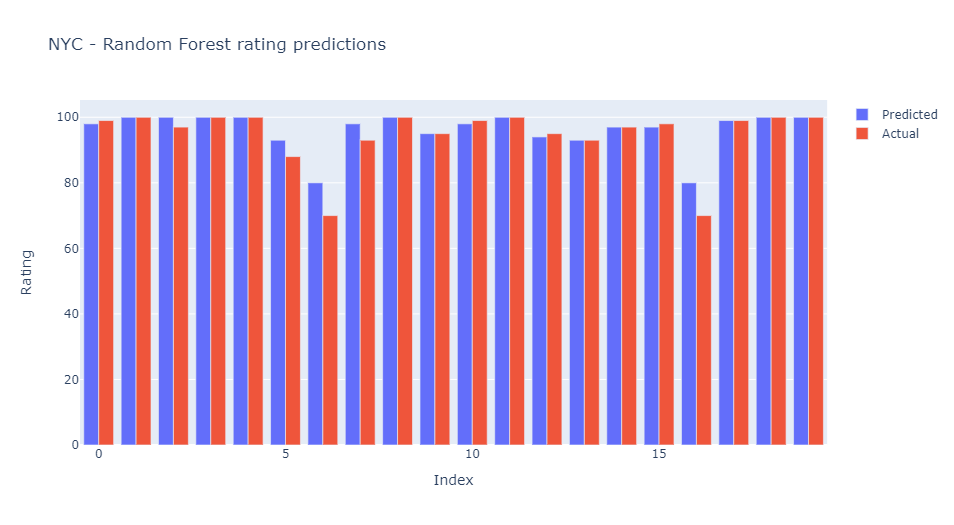 NYC - Random Forest rating predictions
Predicted
Actual
100
80
60
40
20
0
Rating
0 5 10 15
Index